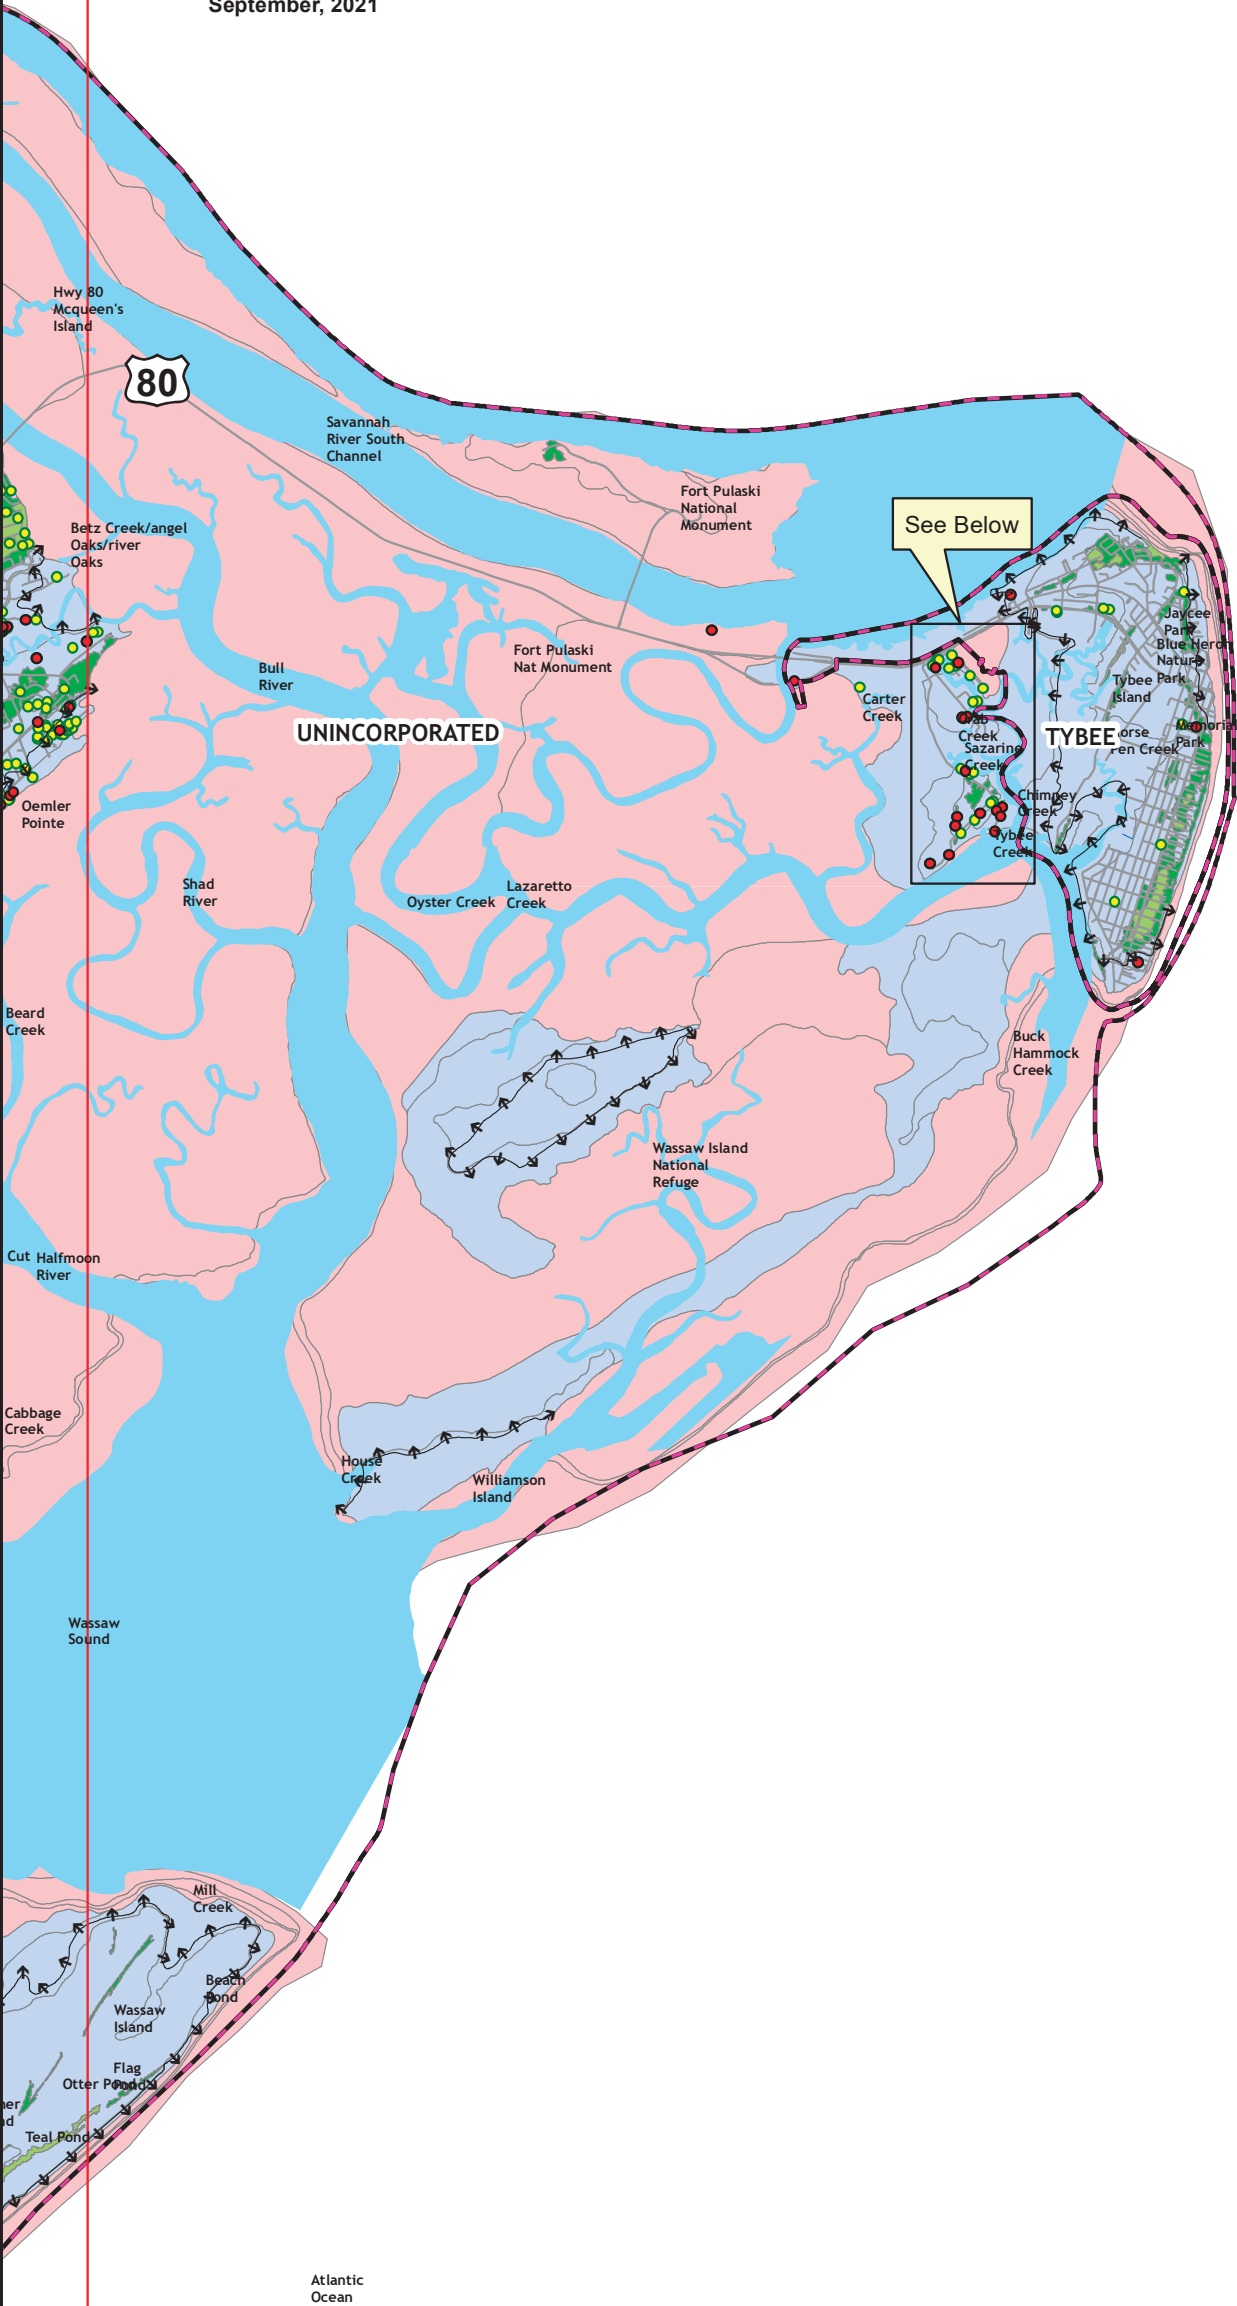 September, 2021
Hwy 80
Mcqueen's
Island
80
Savannah
River South
Channel
Fort Pulaski
National
Monument
See Below
Betz Creek/angel
Oaks/river
Oaks
Jaycee
Park
Blue Heron
Nature
Park
Tybee
Island
Fort Pulaski
Nat Monument
Bull
River
Carter
Creek
UNINCORPORATED
TYBEE
Creek
Sazarine
Creek
Pen Creek
Memorial
Park
Oemler
Pointe
Chimney
Creek
Tybee
Creek
Shad
River
Oyster Creek
Lazaretto
Creek
Beard
Creek
Buck
Hammock
Creek
Wassaw Island
National
Refuge
Cut
Halfmoon
River
Cabbage
Creek
House
Creek
Williamson
Island
Wassaw
Sound
Mill
Creek
Beach
Pond
Wassaw
Island
Flag
Pond
Otter Pond
Teal Pond
Atlantic
Ocean